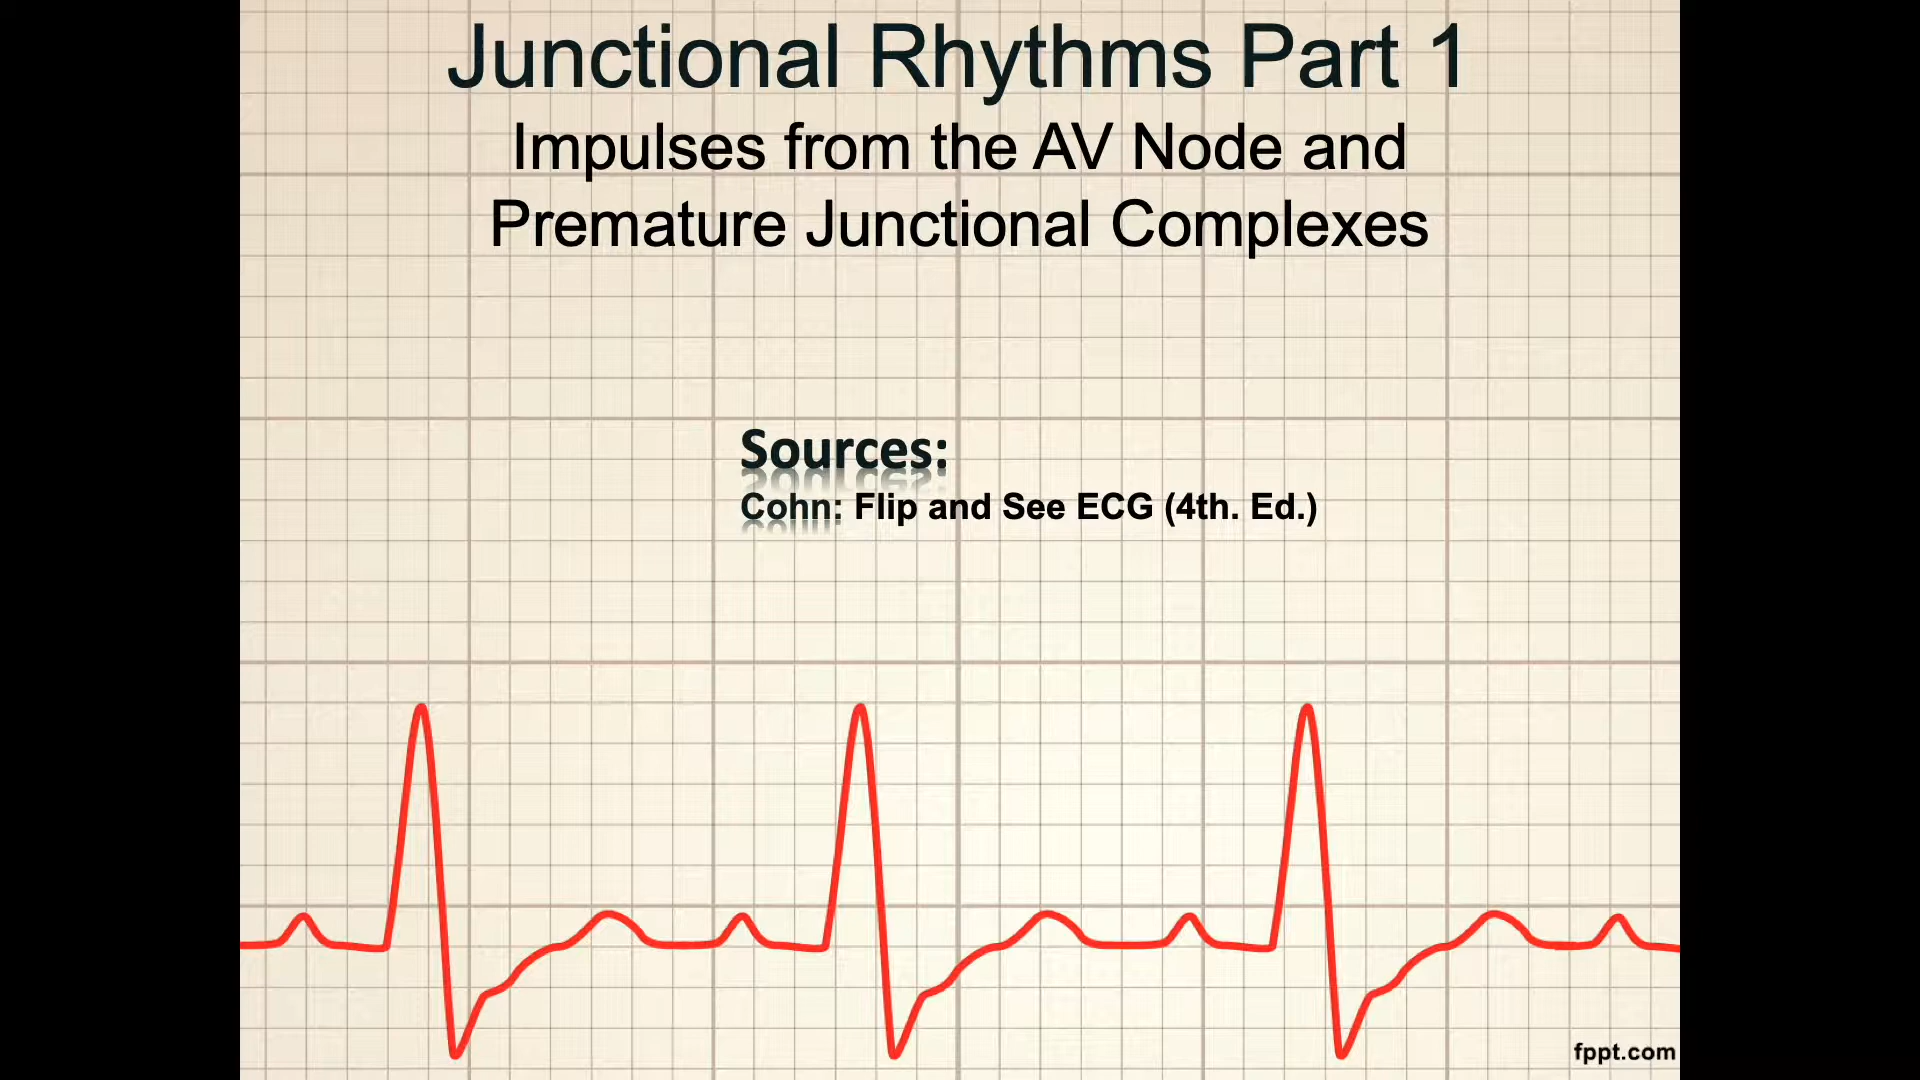 Junctional Rhythms Part 1
Impulses from the AV Node and
Premature Junctional Complexes
Sources:
Cohn: Flip and See ECG (4th. Ed.)
fppt.com